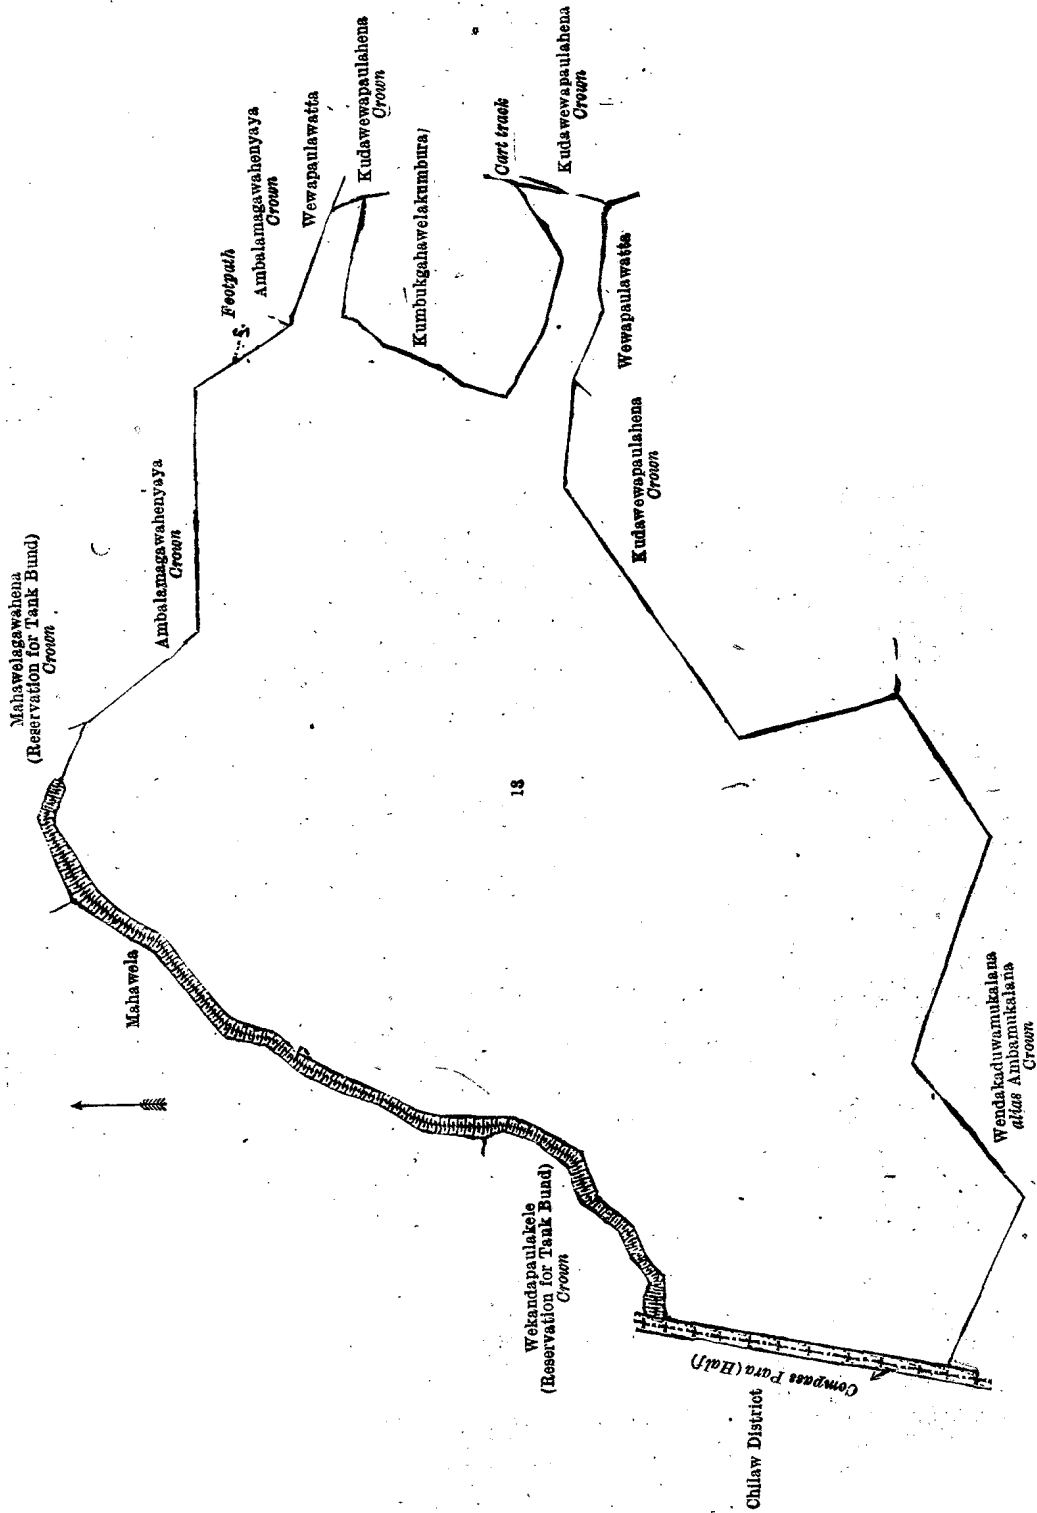 Mahawelagawahena
(Reservation for Tank Bund)
Crown
Ambalamagawahenyaya
Crown
Footpath
Ambalamagawahenyaya
Crown
Wewapaulawatta
Kudawewapaulahena
Crown
Kumbukgahawelakumbura
Cart track
Kudawewapaulahena
Crown
Wewapaulawatta
Kudawewapaulahena
Crown
Mahawela
13
Wekandapaulakele
(Reservation for Tank Bund)
Crown
Compass Para (Half)
Chilaw District
Wendakaduwamukalana
alias Ambamukalana
Crown